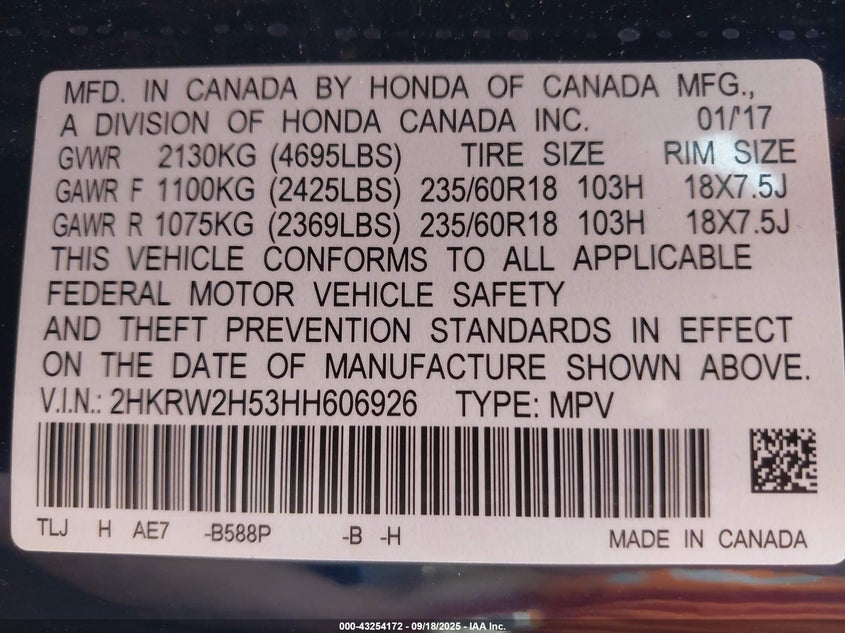 MFD. IN CANADA BY HONDA OF CANADA MFG.,
A DIVISION OF HONDA CANADA INC. 01/'17
GVWR 2130KG (4695LBS) TIRE SIZE RIM SIZE
GAWR F 1100KG (2425LBS) 235/60R18 103H 18X7.5J
GAWR R 1075KG (2369LBS) 235/60R18 103H 18X7.5J
THIS VEHICLE CONFORMS TO ALL APPLICABLE
FEDERAL MOTOR VEHICLE SAFETY
AND THEFT PREVENTION STANDARDS IN EFFECT
ON THE DATE OF MANUFACTURE SHOWN ABOVE.
V.I.N.: 2HKRW2H53HH606926 TYPE: MPV
TLJ H AE7 -B588P -B -H MADE IN CANADA
000-43254172 — 09/18/2025 — IAA Inc.